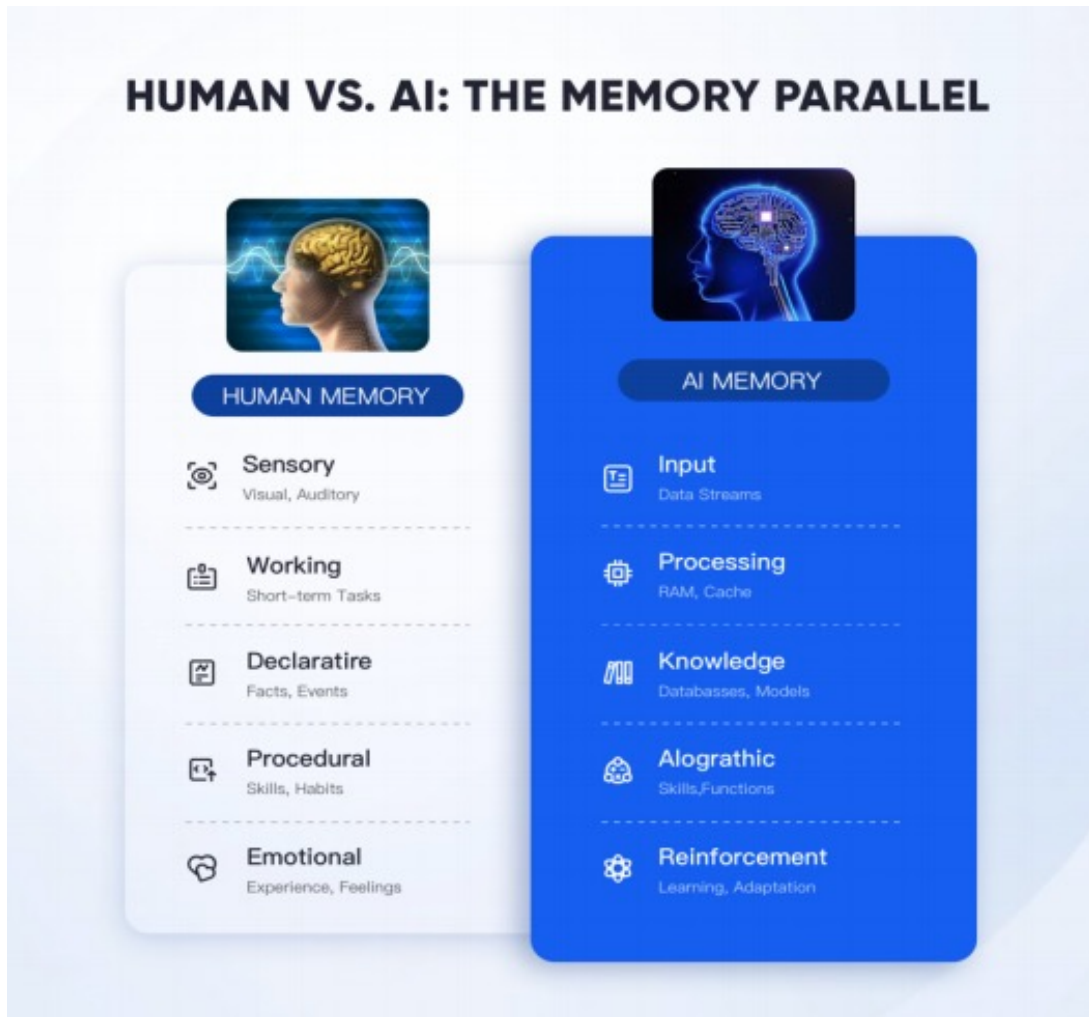 HUMAN VS. AI: THE MEMORY PARALLEL
HUMAN MEMORY
Sensory
Visual, Auditory
Working
Short-term Tasks
Declaratire
Facts, Events
Procedural
Skills, Habits
Emotional
Experience, Feelings
AI MEMORY
Input
Data Streams
Processing
RAM, Cache
Knowledge
Databasses, Models
Alograthic
Skills,Functions
Reinforcement
Learning, Adaptation